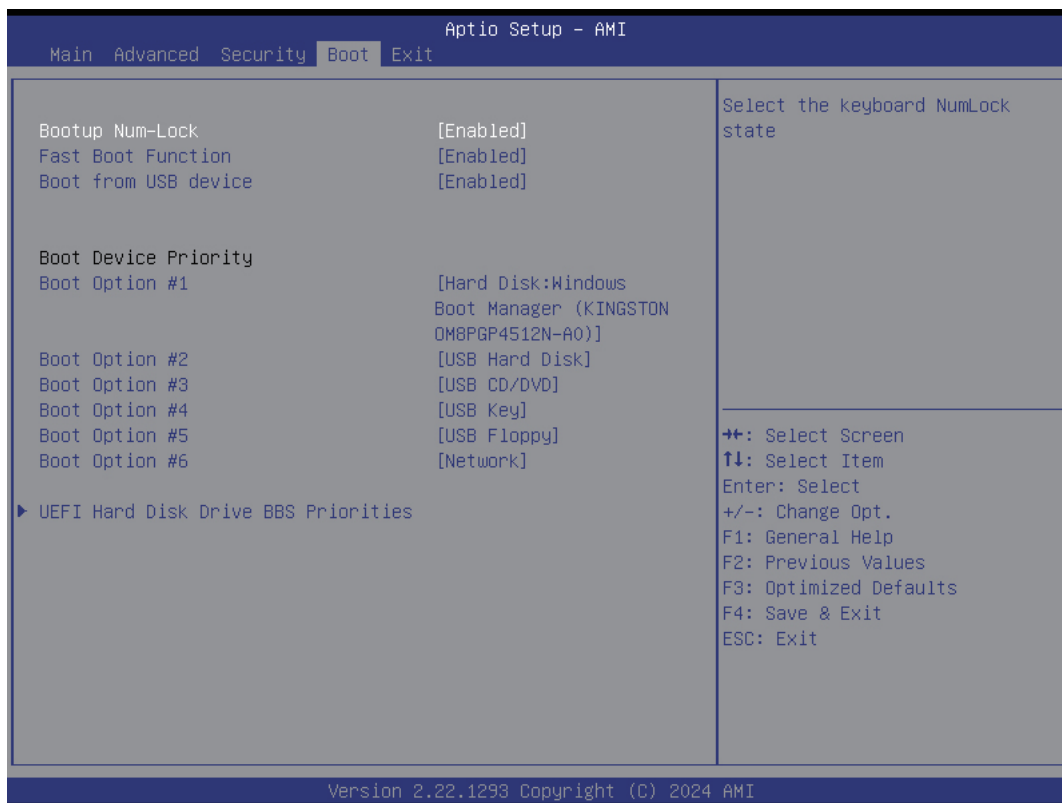 Aptio Setup – AMI
Main Advanced Security Boot Exit
Bootup Num-Lock [Enabled]
Fast Boot Function [Enabled]
Boot from USB device [Enabled]
Boot Device Priority
Boot Option #1 [Hard Disk:Windows
Boot Manager (KINGSTON
OM8PGP4512N-A0)]
Boot Option #2 [USB Hard Disk]
Boot Option #3 [USB CD/DVD]
Boot Option #4 [USB Key]
Boot Option #5 [USB Floppy]
Boot Option #6 [Network]
UEFI Hard Disk Drive BBS Priorities
Select the keyboard NumLock
state
→←: Select Screen
↑↓: Select Item
Enter: Select
+/-: Change Opt.
F1: General Help
F2: Previous Values
F3: Optimized Defaults
F4: Save & Exit
ESC: Exit
Version 2.22.1293 Copyright (C) 2024 AMI